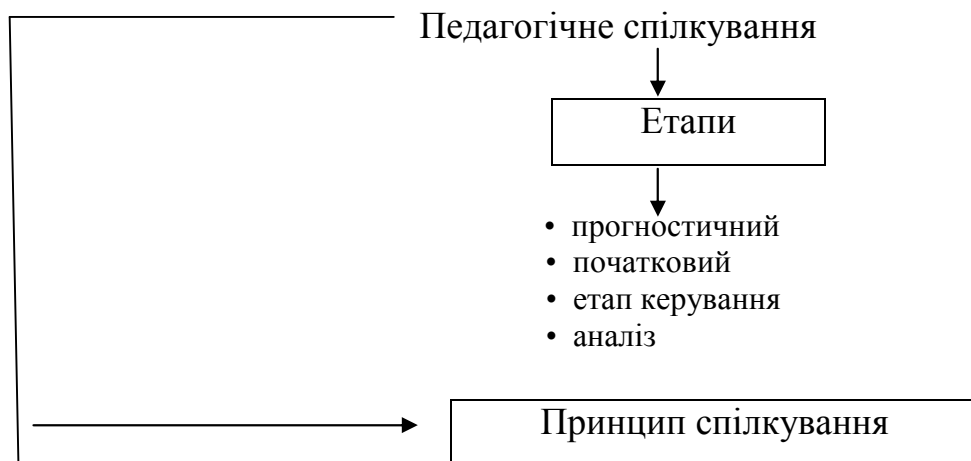 Педагогічне спілкування
Етапи
• прогностичний
• початковий
• етап керування
• аналіз
Принцип спілкування